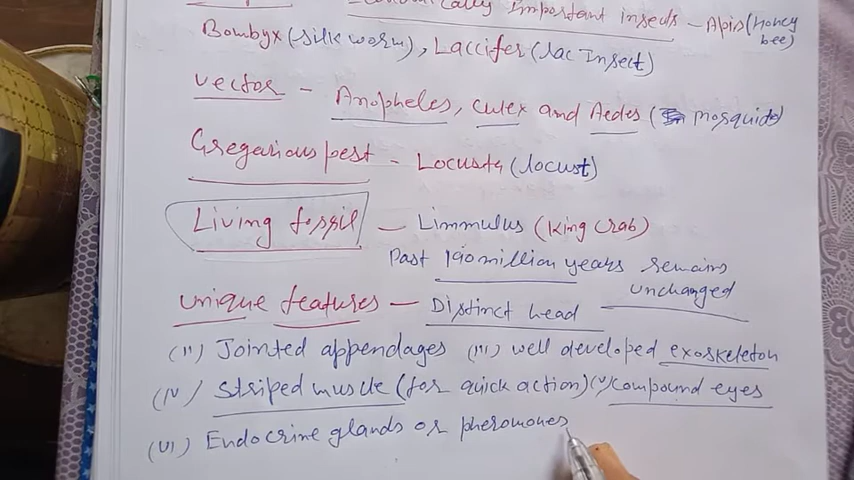 Economically Important insects - Apis (Honey bee)
Bombyx (silk worm), Laccifer (lac Insect)
vector - Anopheles, culex and Aedes ( mosquito
Gregarious pest - Locusta (locust)
Living fossil - Limmulus (King Crab)
Past 190 million years remains unchanged
unique features - Distinct head
(ii) Jointed appendages (iii) well developed exoskeleton
(iv) Striped muscle (for quick action) (v) compound eyes
(vi) Endocrine glands or pheromones